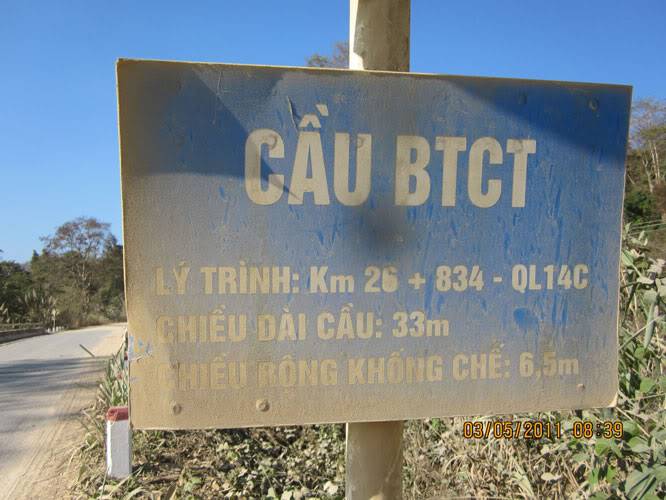 CẦU BTCT
LÝ TRÌNH: Km 26 + 834 - QL14C
CHIỀU DÀI CẦU: 33m
CHIỀU RỘNG KHỐNG CHẾ: 6,5m
03/05/2011 08:39